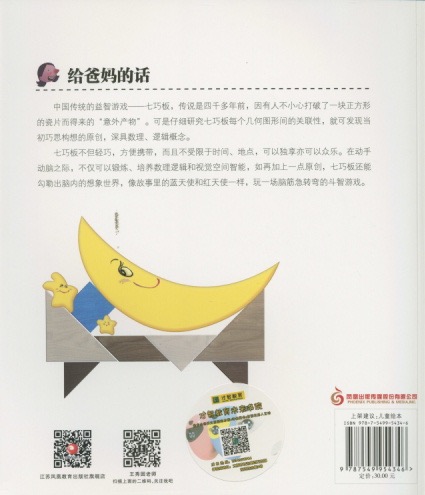 给爸妈的话
中国传统的益智游戏——七巧板，传说是四千多年前，因有人不小心打破了一块正方形
的瓷片而得来的“意外产物”。可是仔细研究七巧板每个几何图形间的关联性，就可发现当
初巧思构想的原创，深具数理、逻辑概念。
七巧板不但轻巧，方便携带，而且不受限于时间、地点，可以独享亦可以众乐。在动手
动脑之际，不仅可以锻炼、培养数理逻辑和视觉空间智能，如再加上一点原创，七巧板还能
勾勒出脑内的想象世界，像故事里的蓝天使和红天使一样，玩一场脑筋急转弯的斗智游戏。
凤凰出版传媒股份有限公司
PHOENIX PUBLISHING & MEDIA,INC.
上架建议：儿童绘本
ISBN 978-7-5499-5434-6
9 787549 954346 >
定价：30.00 元
江苏凤凰教育出版社旗舰店
扫描上面的二维码，关注我吧